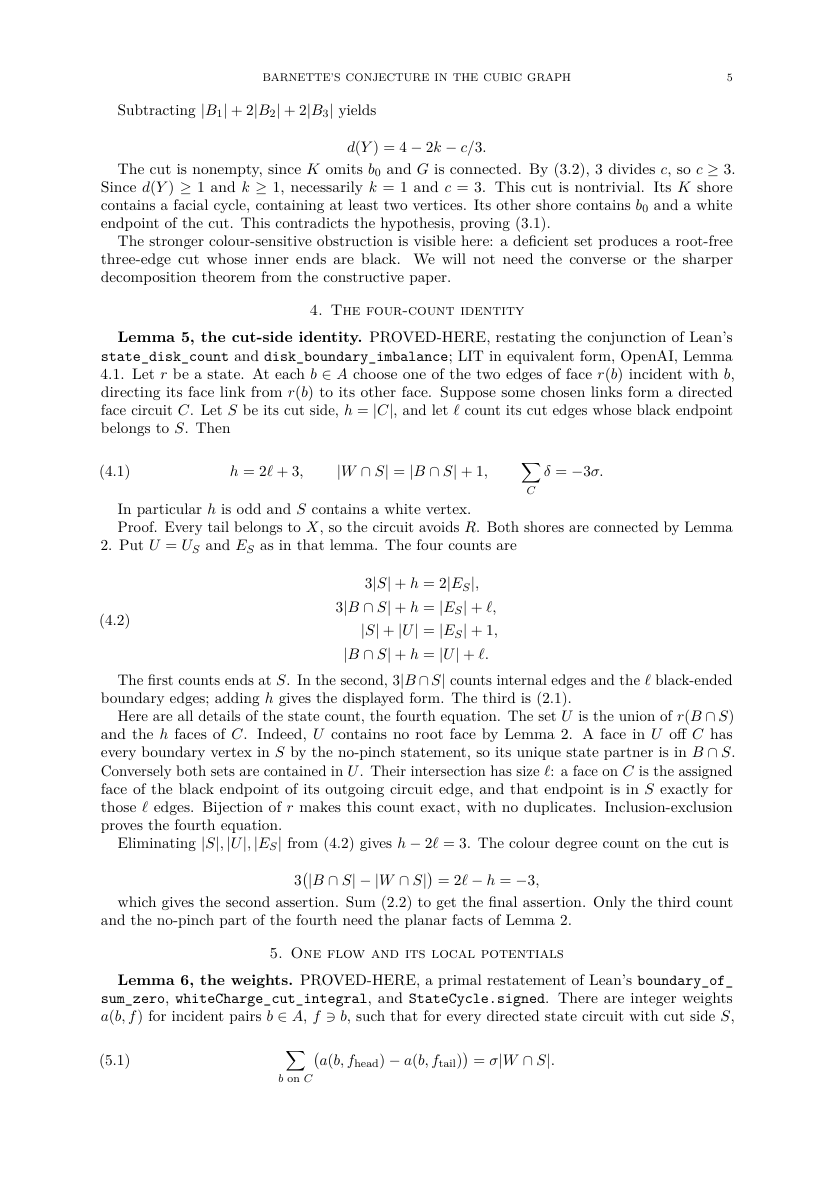 BARNETTE'S CONJECTURE IN THE CUBIC GRAPH 5
Subtracting |B₁| + 2|B₂| + 2|B₃| yields
d(Y) = 4 − 2k − c/3.
The cut is nonempty, since K omits b₀ and G is connected. By (3.2), 3 divides c, so c ≥ 3.
Since d(Y) ≥ 1 and k ≥ 1, necessarily k = 1 and c = 3. This cut is nontrivial. Its K shore
contains a facial cycle, containing at least two vertices. Its other shore contains b₀ and a white
endpoint of the cut. This contradicts the hypothesis, proving (3.1).
The stronger colour-sensitive obstruction is visible here: a deficient set produces a root-free
three-edge cut whose inner ends are black. We will not need the converse or the sharper
decomposition theorem from the constructive paper.
4. The four-count identity
Lemma 5, the cut-side identity. PROVED-HERE, restating the conjunction of Lean's
state_disk_count and disk_boundary_imbalance; LIT in equivalent form, OpenAI, Lemma
4.1. Let r be a state. At each b ∈ A choose one of the two edges of face r(b) incident with b,
directing its face link from r(b) to its other face. Suppose some chosen links form a directed
face circuit C. Let S be its cut side, h = |C|, and let ℓ count its cut edges whose black endpoint
belongs to S. Then
(4.1) h = 2ℓ + 3, |W ∩ S| = |B ∩ S| + 1, ∑_C δ = −3σ.
In particular h is odd and S contains a white vertex.
Proof. Every tail belongs to X, so the circuit avoids R. Both shores are connected by Lemma
2. Put U = U_S and E_S as in that lemma. The four counts are
3|S| + h = 2|E_S|,
3|B ∩ S| + h = |E_S| + ℓ,
(4.2)
|S| + |U| = |E_S| + 1,
|B ∩ S| + h = |U| + ℓ.
The first counts ends at S. In the second, 3|B ∩ S| counts internal edges and the ℓ black-ended
boundary edges; adding h gives the displayed form. The third is (2.1).
Here are all details of the state count, the fourth equation. The set U is the union of r(B ∩ S)
and the h faces of C. Indeed, U contains no root face by Lemma 2. A face in U off C has
every boundary vertex in S by the no-pinch statement, so its unique state partner is in B ∩ S.
Conversely both sets are contained in U. Their intersection has size ℓ: a face on C is the assigned
face of the black endpoint of its outgoing circuit edge, and that endpoint is in S exactly for
those ℓ edges. Bijection of r makes this count exact, with no duplicates. Inclusion-exclusion
proves the fourth equation.
Eliminating |S|, |U|, |E_S| from (4.2) gives h − 2ℓ = 3. The colour degree count on the cut is
3(|B ∩ S| − |W ∩ S|) = 2ℓ − h = −3,
which gives the second assertion. Sum (2.2) to get the final assertion. Only the third count
and the no-pinch part of the fourth need the planar facts of Lemma 2.
5. One flow and its local potentials
Lemma 6, the weights. PROVED-HERE, a primal restatement of Lean's boundary_of_
sum_zero, whiteCharge_cut_integral, and StateCycle.signed. There are integer weights
a(b, f) for incident pairs b ∈ A, f ∋ b, such that for every directed state circuit with cut side S,
(5.1) ∑_{b on C} (a(b, f_head) − a(b, f_tail)) = σ|W ∩ S|.